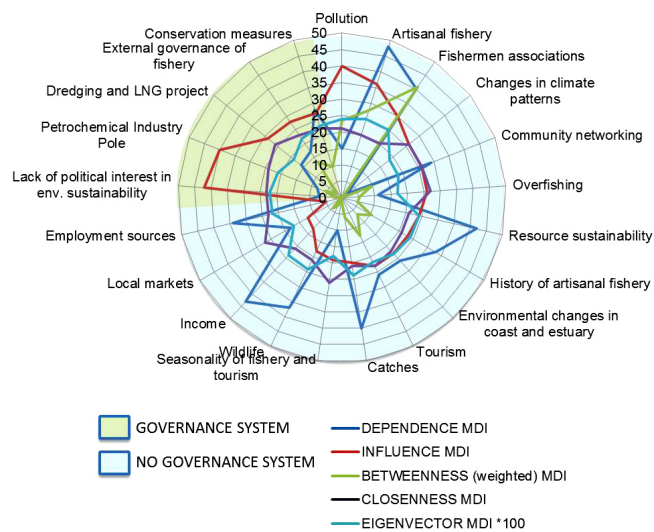 Pollution
Artisanal fishery
Fishermen associations
Changes in climate
patterns
Community networking
Overfishing
Resource sustainability
History of artisanal fishery
Environmental changes in
coast and estuary
Tourism
Catches
Seasonality of fishery and
tourism
Wildlife
Income
Local markets
Employment sources
Lack of political interest in
env. sustainability
Petrochemical Industry
Pole
Dredging and LNG project
External governance of
fishery
Conservation measures
50
45
40
35
30
25
20
15
10
5
0
GOVERNANCE SYSTEM
NO GOVERNANCE SYSTEM
DEPENDENCE MDI
INFLUENCE MDI
BETWEENNESS (weighted) MDI
CLOSENNESS MDI
EIGENVECTOR MDI *100